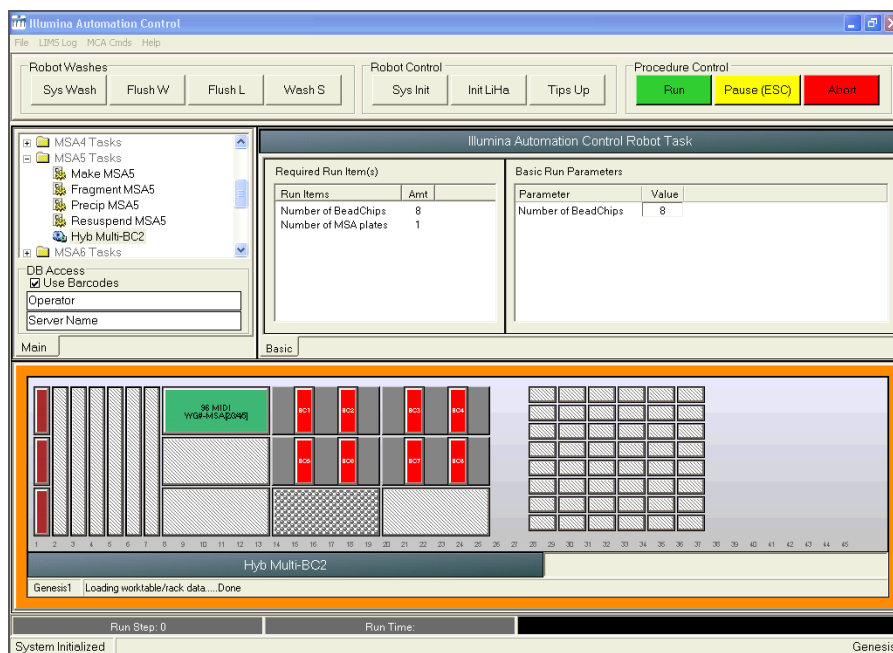 Illumina Automation Control
File LIMS Log MCA Cmds Help
Robot Washes
Robot Control
Procedure Control
Sys Wash Flush W Flush L Wash S Sys Init Init LiHa Tips Up Run Pause (ESC) Abort
Illumina Automation Control Robot Task
MSA4 Tasks
MSA5 Tasks
Make MSA5
Fragment MSA5
Precip MSA5
Resuspend MSA5
Hyb Multi-BC2
MSA6 Tasks
DB Access
Use Barcodes
Operator
Server Name
Main
Required Run Item(s)
Run Items Amt
Number of BeadChips 8
Number of MSA plates 1
Basic Run Parameters
Parameter Value
Number of BeadChips 8
Basic
96 MIDI
WG#-MSA[2/3/4/5]
BC1 BC2 BC3 BC4
BC5 BC6 BC7 BC8
1 2 3 4 5 6 7 8 9 10 11 12 13 14 15 16 17 18 19 20 21 22 23 24 25 26 27 28 29 30 31 32 33 34 35 36 37 38 39 40 41 42 43 44 45
Hyb Multi-BC2
Genesis1 Loading worktable/rack data.....Done
Run Step: 0 Run Time:
System Initialized Genesis